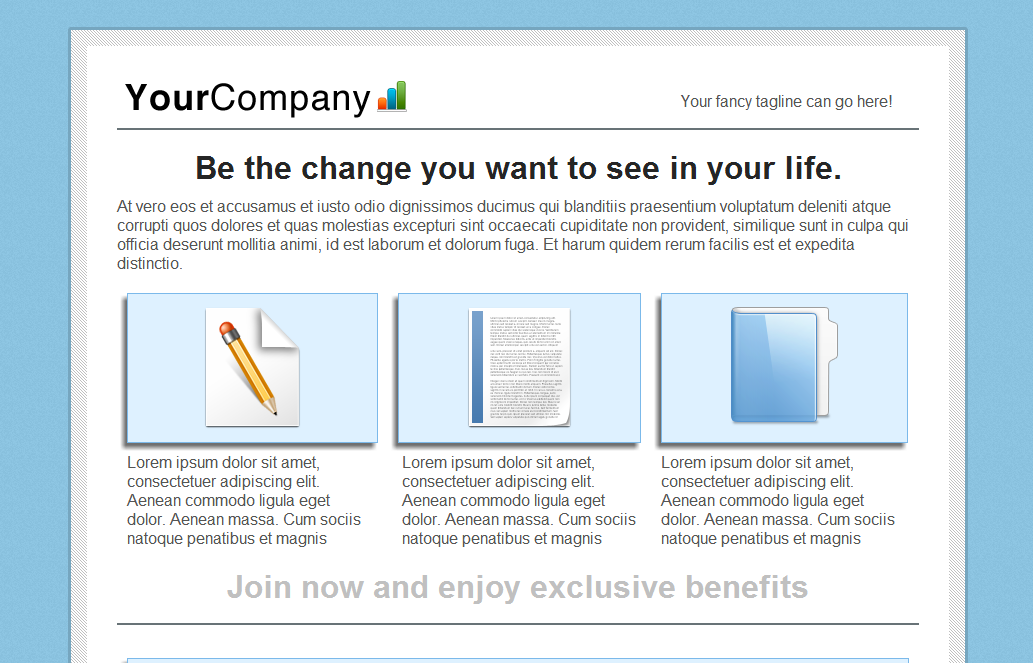 YourCompany
Your fancy tagline can go here!
Be the change you want to see in your life.
At vero eos et accusamus et iusto odio dignissimos ducimus qui blanditiis praesentium voluptatum deleniti atque
corrupti quos dolores et quas molestias excepturi sint occaecati cupiditate non provident, similique sunt in culpa qui
officia deserunt mollitia animi, id est laborum et dolorum fuga. Et harum quidem rerum facilis est et expedita
distinctio.
Lorem ipsum dolor sit amet,
consectetuer adipiscing elit.
Aenean commodo ligula eget
dolor. Aenean massa. Cum sociis
natoque penatibus et magnis
Lorem ipsum dolor sit amet,
consectetuer adipiscing elit.
Aenean commodo ligula eget
dolor. Aenean massa. Cum sociis
natoque penatibus et magnis
Lorem ipsum dolor sit amet,
consectetuer adipiscing elit.
Aenean commodo ligula eget
dolor. Aenean massa. Cum sociis
natoque penatibus et magnis
Join now and enjoy exclusive benefits